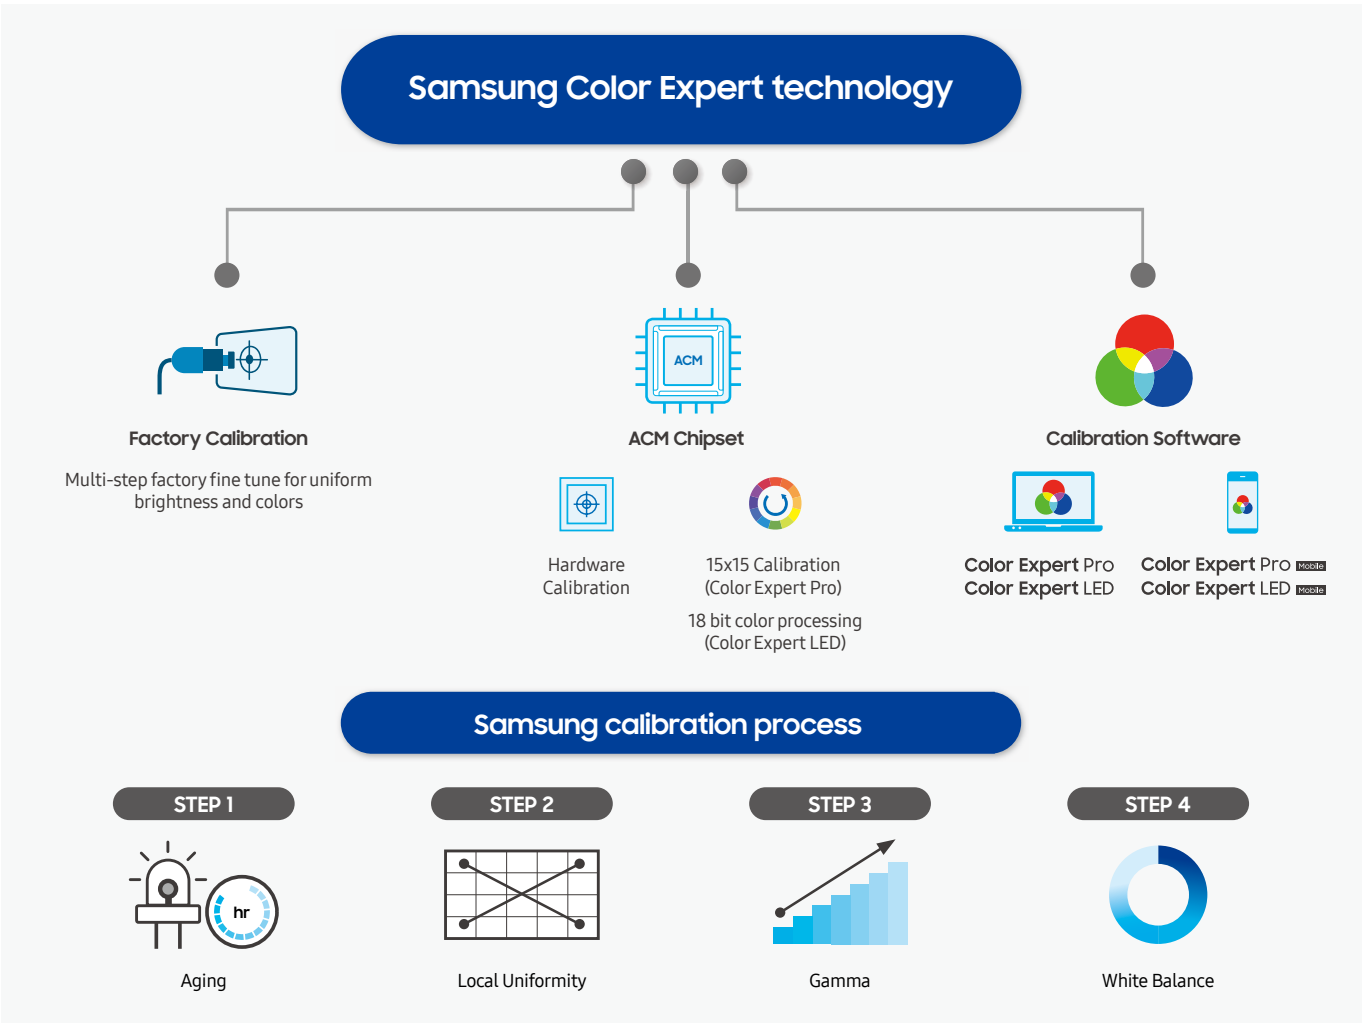 Samsung Color Expert technology
ACM
Factory Calibration
Multi-step factory fine tune for uniform
brightness and colors
ACM Chipset
Hardware
Calibration
15x15 Calibration
(Color Expert Pro)
18 bit color processing
(Color Expert LED)
Calibration Software
Color Expert Pro
Color Expert LED
Color Expert Pro Mobile
Color Expert LED Mobile
Samsung calibration process
STEP 1
hr
Aging
STEP 2
Local Uniformity
STEP 3
Gamma
STEP 4
White Balance